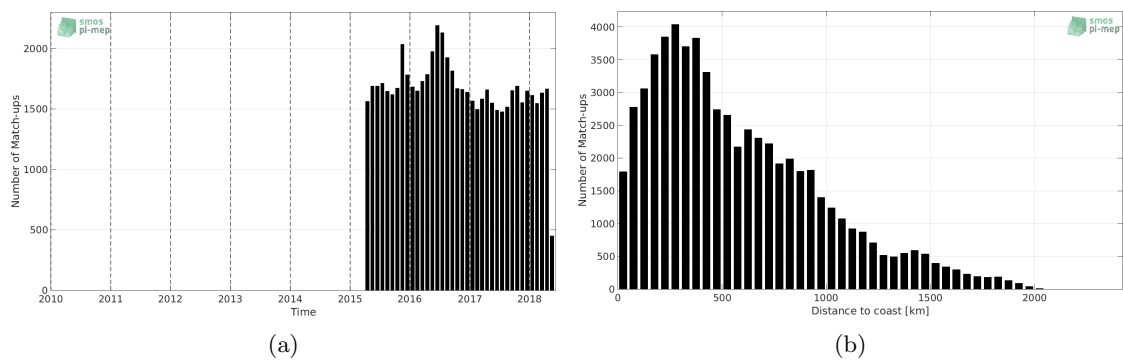 smos
pi-mep
Number of Match-ups
2000
1500
1000
500
0
2010 2011 2012 2013 2014 2015 2016 2017 2018
Time
(a)
smos
pi-mep
Number of Match-ups
4000
3500
3000
2500
2000
1500
1000
500
0
0 500 1000 1500 2000
Distance to coast [km]
(b)